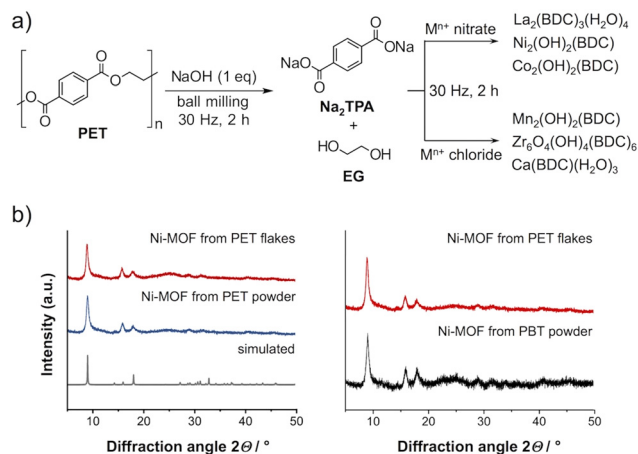 a)
O
O
O
O
n
PET
NaOH (1 eq)
ball milling
30 Hz, 2 h
O
ONa
NaO
O
Na₂TPA
+
HO
OH
EG
Mⁿ⁺ nitrate
30 Hz, 2 h
Mⁿ⁺ chloride
La₂(BDC)₃(H₂O)₄
Ni₂(OH)₂(BDC)
Co₂(OH)₂(BDC)
Mn₂(OH)₂(BDC)
Zr₆O₄(OH)₄(BDC)₆
Ca(BDC)(H₂O)₃
b)
Intensity (a.u.)
Ni-MOF from PET flakes
Ni-MOF from PET powder
simulated
10 20 30 40 50
Diffraction angle 2Θ / °
Ni-MOF from PET flakes
Ni-MOF from PBT powder
10 20 30 40 50
Diffraction angle 2Θ / °